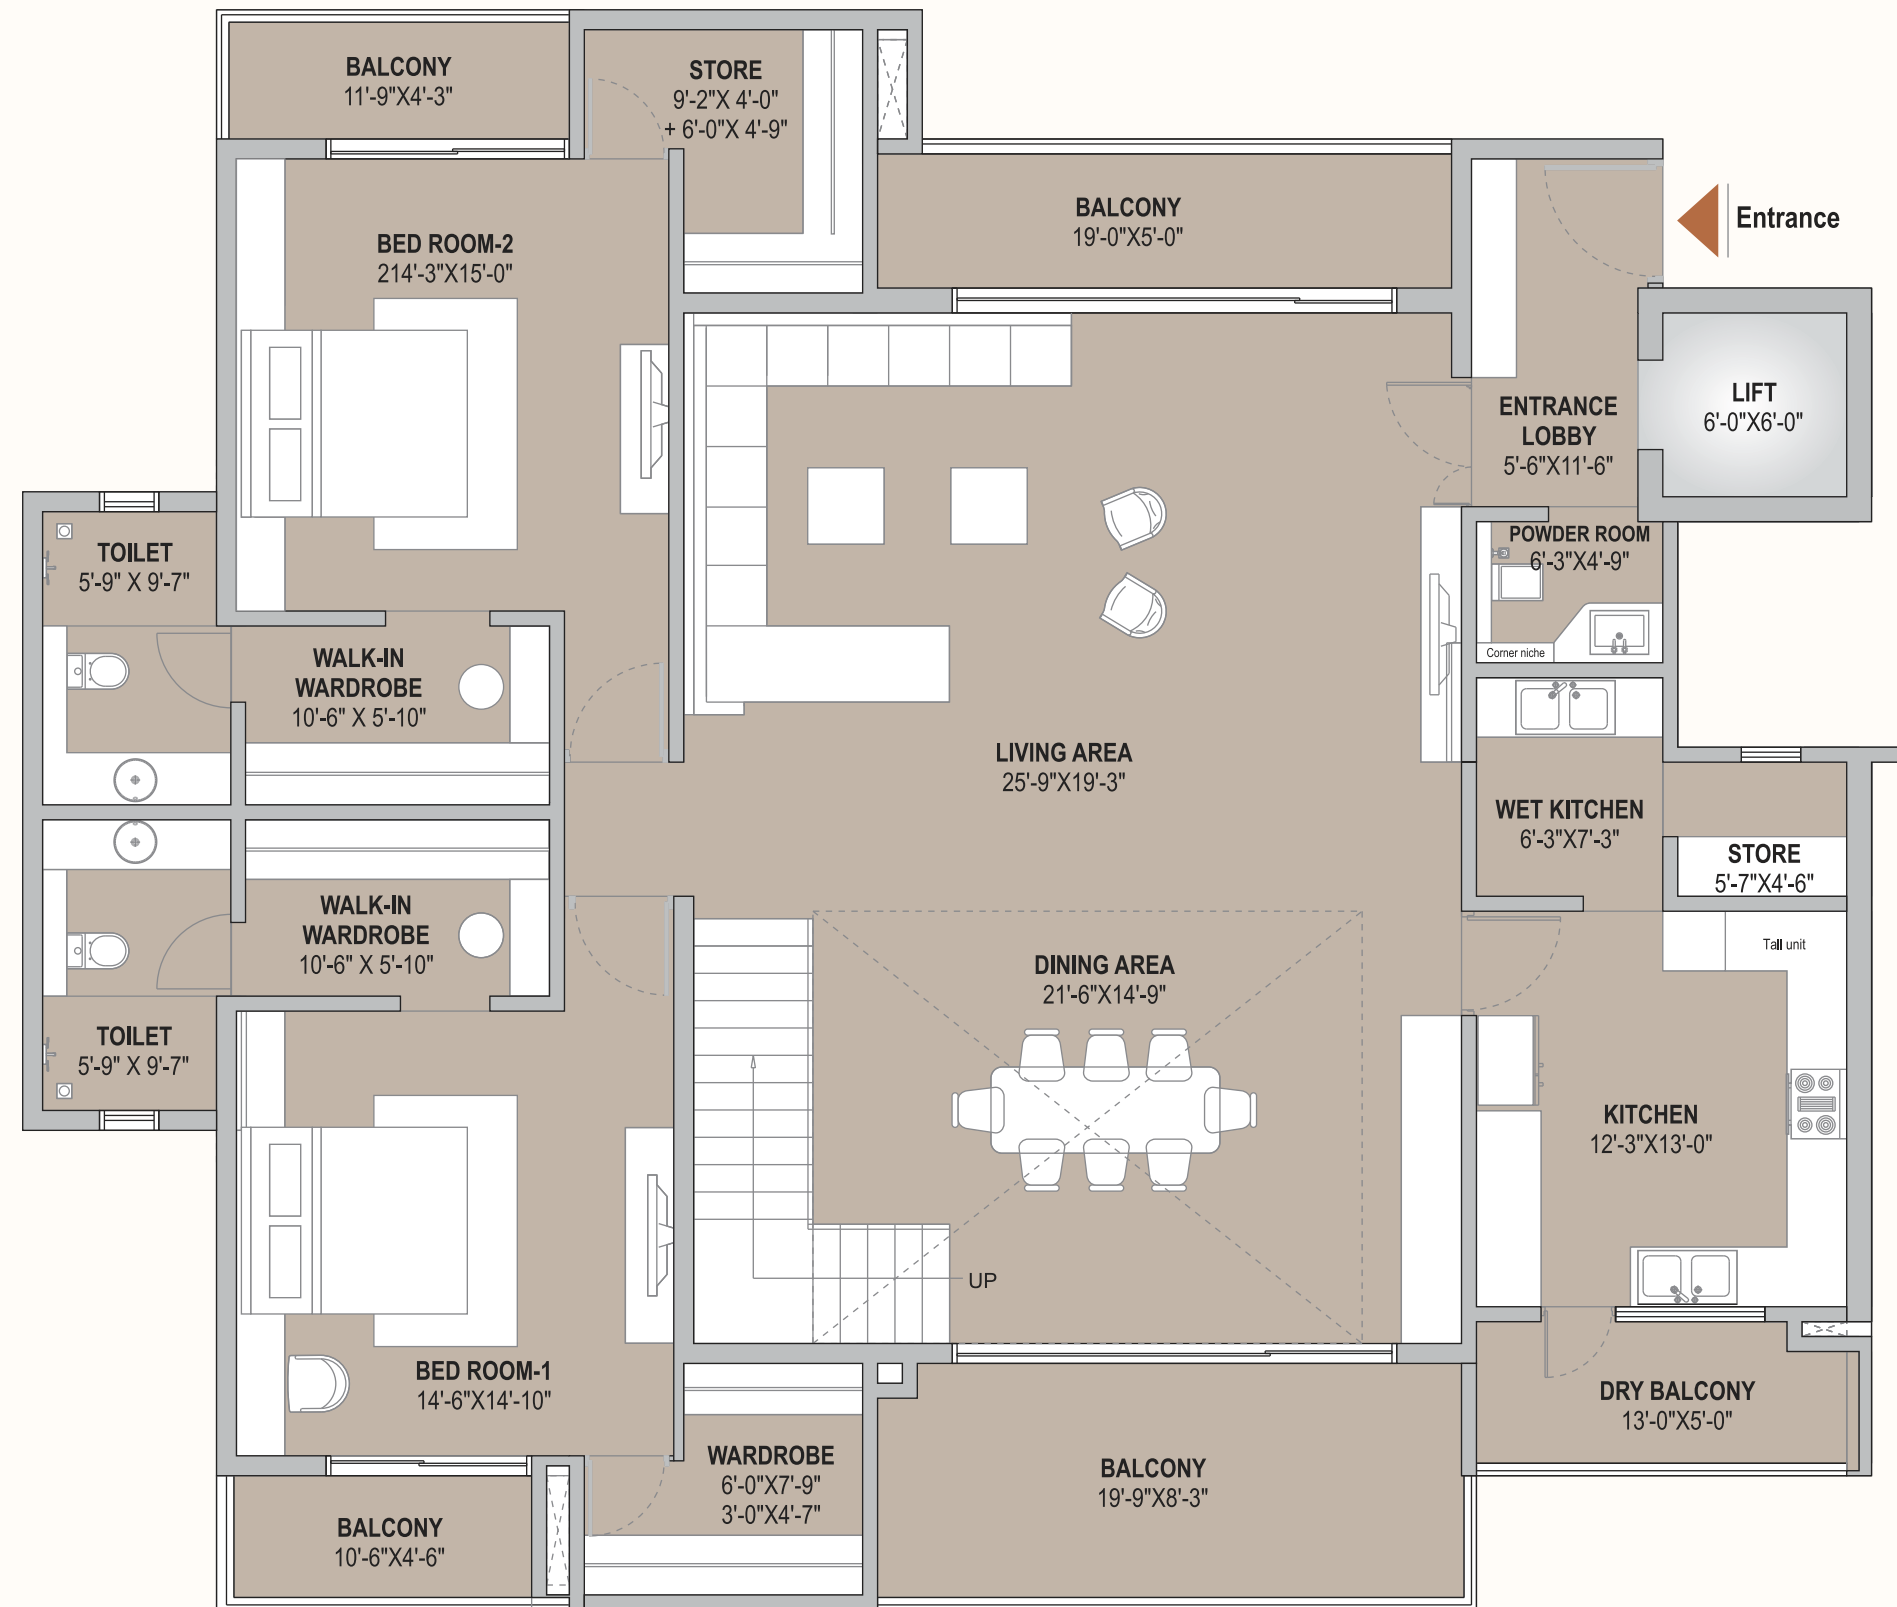 BALCONY
11'-9"X4'-3"
STORE
9'-2"X 4'-0"
+ 6'-0"X 4'-9"
BALCONY
19'-0"X5'-0"
Entrance
BED ROOM-2
214'-3"X15'-0"
LIFT
6'-0"X6'-0"
ENTRANCE
LOBBY
5'-6"X11'-6"
TOILET
5'-9" X 9'-7"
POWDER ROOM
6'-3"X4'-9"
Corner niche
WALK-IN
WARDROBE
10'-6" X 5'-10"
LIVING AREA
25'-9"X19'-3"
WET KITCHEN
6'-3"X7'-3"
STORE
5'-7"X4'-6"
WALK-IN
WARDROBE
10'-6" X 5'-10"
Tall unit
DINING AREA
21'-6"X14'-9"
TOILET
5'-9" X 9'-7"
KITCHEN
12'-3"X13'-0"
UP
BED ROOM-1
14'-6"X14'-10"
DRY BALCONY
13'-0"X5'-0"
WARDROBE
6'-0"X7'-9"
3'-0"X4'-7"
BALCONY
19'-9"X8'-3"
BALCONY
10'-6"X4'-6"